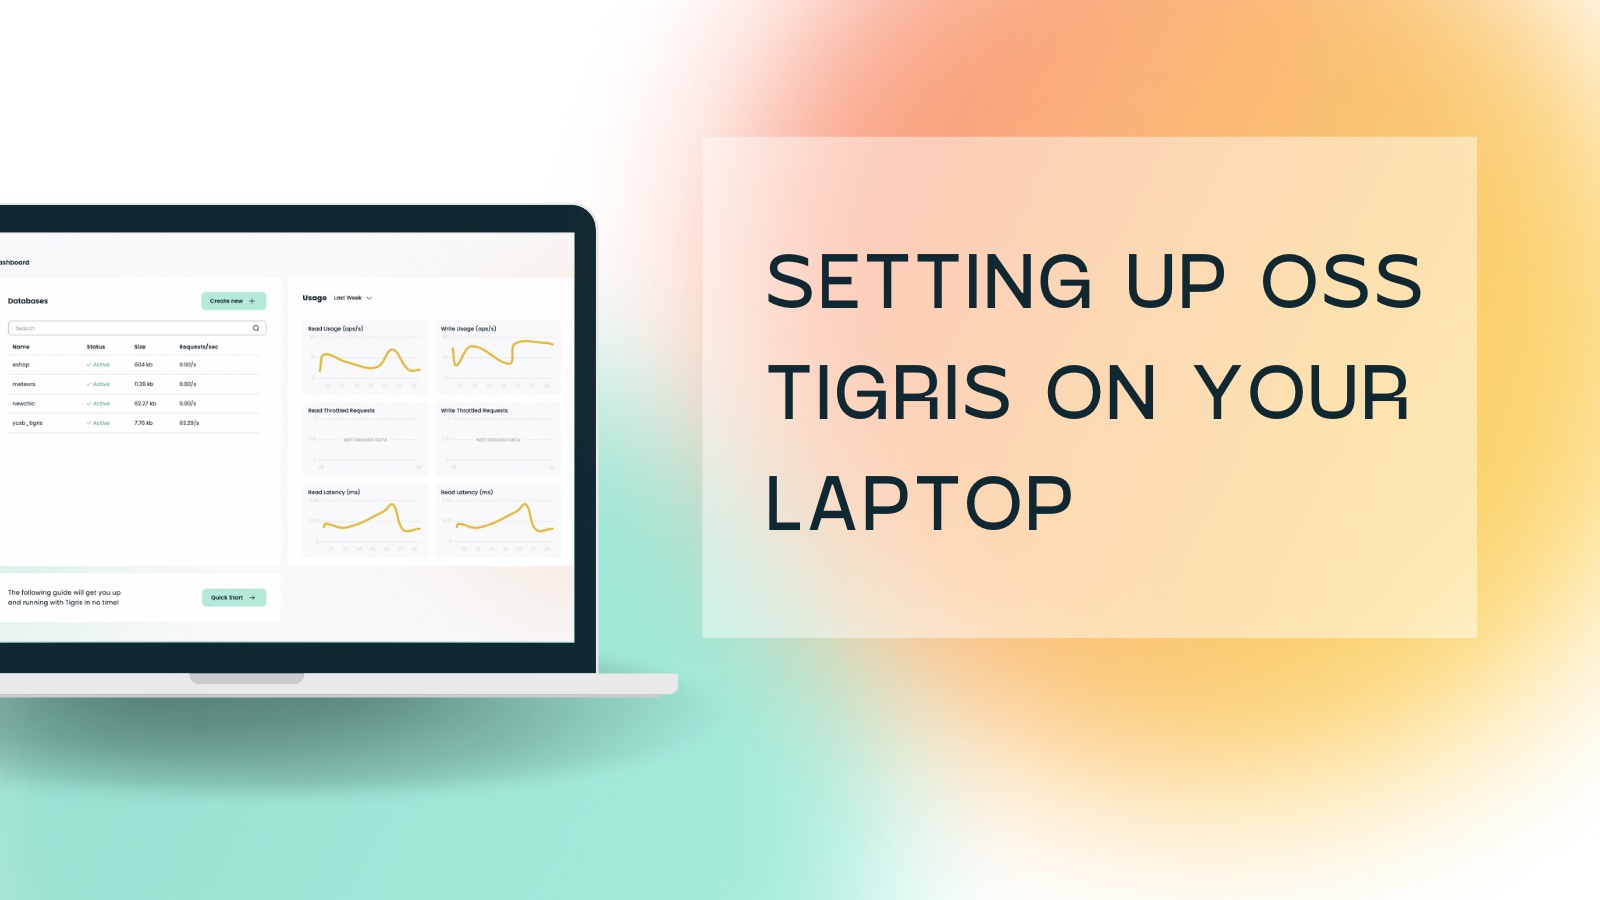 ashboard
Databases
Create new
Search
Name Status Size Requests/sec
eshop Active 604 kb 0.00/s
meteors Active 11.39 kb 0.00/s
newchic Active 62.27 kb 0.00/s
ycsb_tigris Active 7.76 kb 63.29/s
The following guide will get you up
and running with Tigris in no time!
Quick Start
Usage Last Week
Read Usage (ops/s)
Write Usage (ops/s)
Read Throttled Requests
NOT ENOUGH DATA
Write Throttled Requests
NOT ENOUGH DATA
Read Latency (ms)
Read Latency (ms)
SETTING UP OSS
TIGRIS ON YOUR
LAPTOP